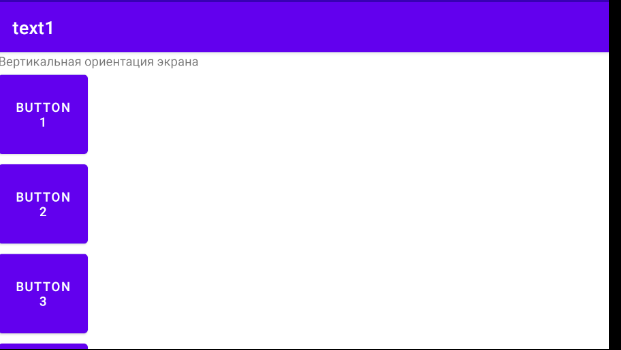 text1
Вертикальная ориентация экрана
BUTTON
1
BUTTON
2
BUTTON
3